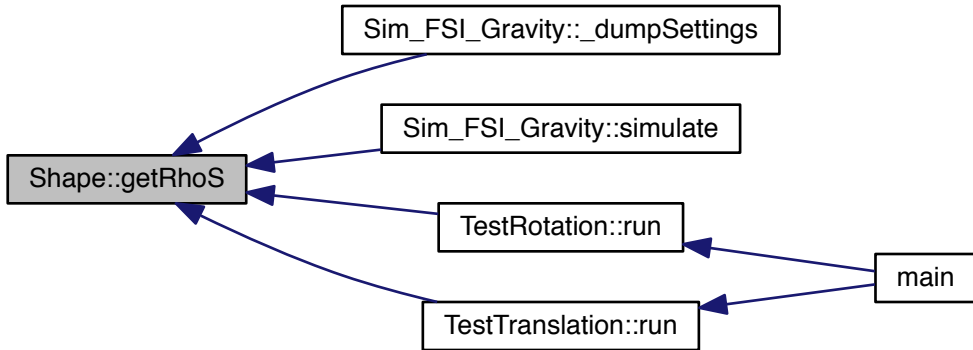 Sim_FSI_Gravity::_dumpSettings
Sim_FSI_Gravity::simulate
Shape::getRhoS
TestRotation::run
main
TestTranslation::run